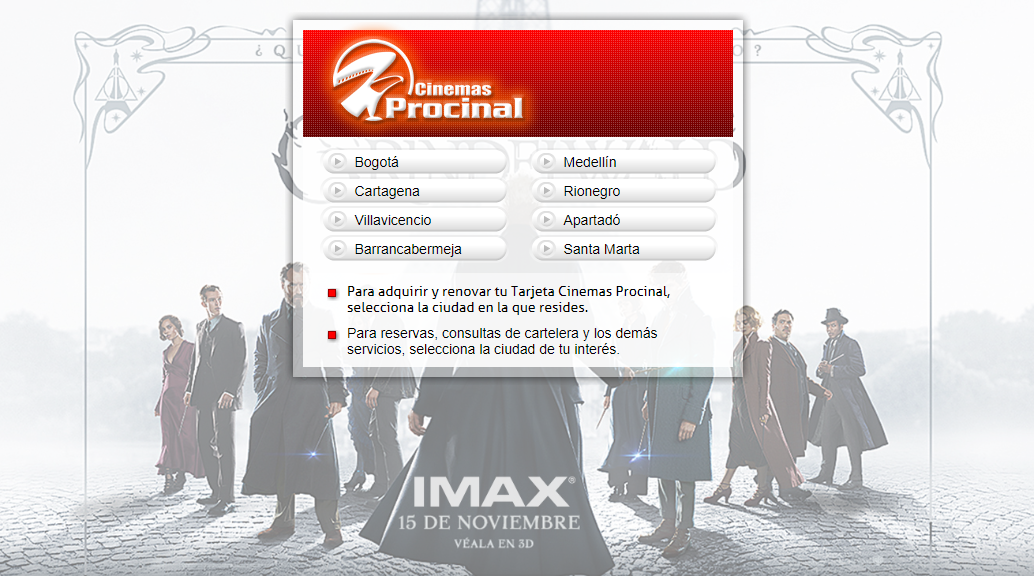 DE NOVIEMBRE
¿ Q
O ?
Cinemas
Procinal
Bogotá
Medellín
Cartagena
Rionegro
Villavicencio
Apartadó
Barrancabermeja
Santa Marta
Para adquirir y renovar tu Tarjeta Cinemas Procinal,
selecciona la ciudad en la que resides.
Para reservas, consultas de cartelera y los demás
servicios, selecciona la ciudad de tu interés.
IMAX®
15 DE NOVIEMBRE
VÉALA EN 3D